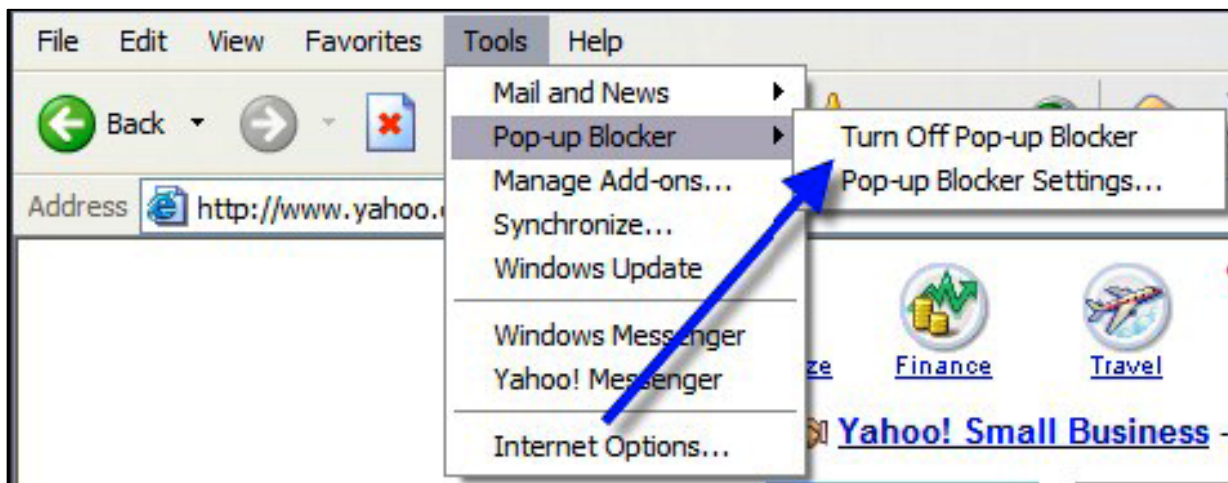 File Edit View Favorites Tools Help
Back
Address http://www.yahoo.
Mail and News
Pop-up Blocker
Manage Add-ons...
Synchronize...
Windows Update
Windows Messenger
Yahoo! Messenger
Internet Options...
Turn Off Pop-up Blocker
Pop-up Blocker Settings...
ze Finance Travel
Yahoo! Small Business -